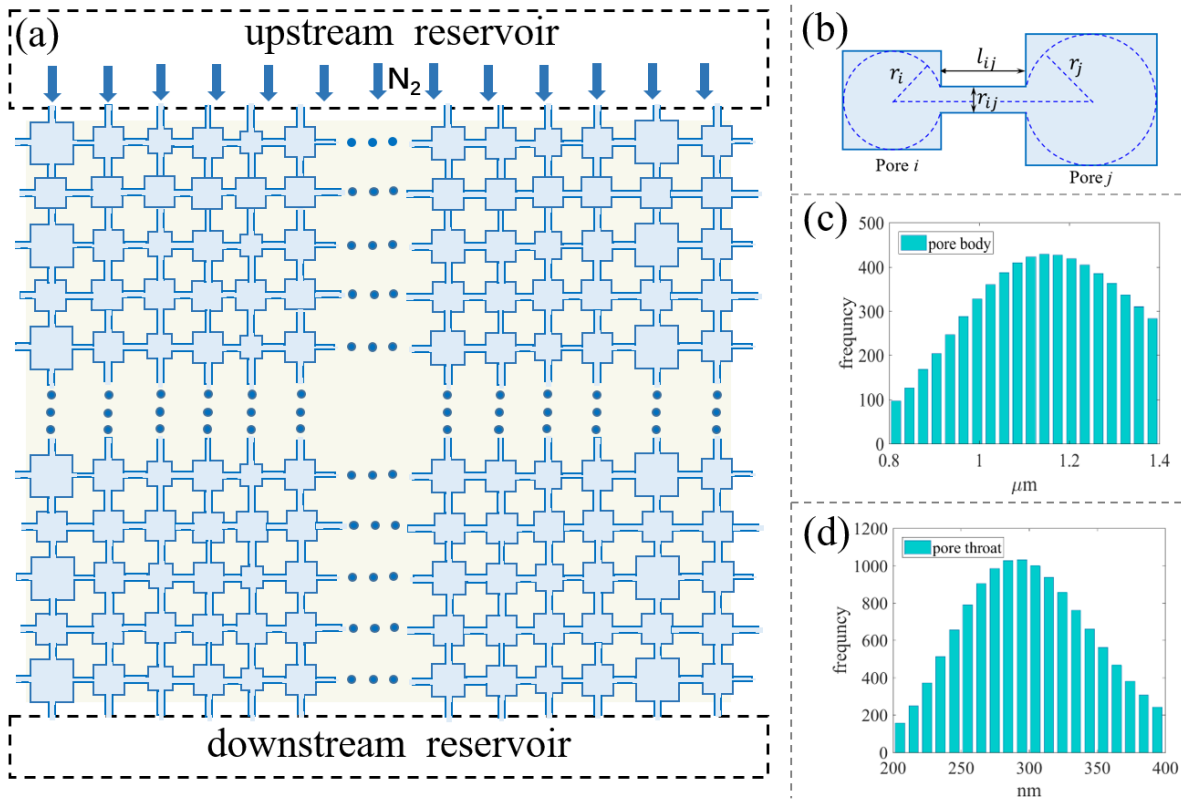 (a)
upstream reservoir
N₂
downstream reservoir
(b)
lᵢⱼ
rᵢ
rⱼ
rᵢⱼ
Pore i
Pore j
(c)
500
pore body
400
300
200
100
0
frequncy
0.8 1 1.2 1.4
μm
(d)
1200
pore throat
1000
800
600
400
200
0
frequncy
200 250 300 350 400
nm